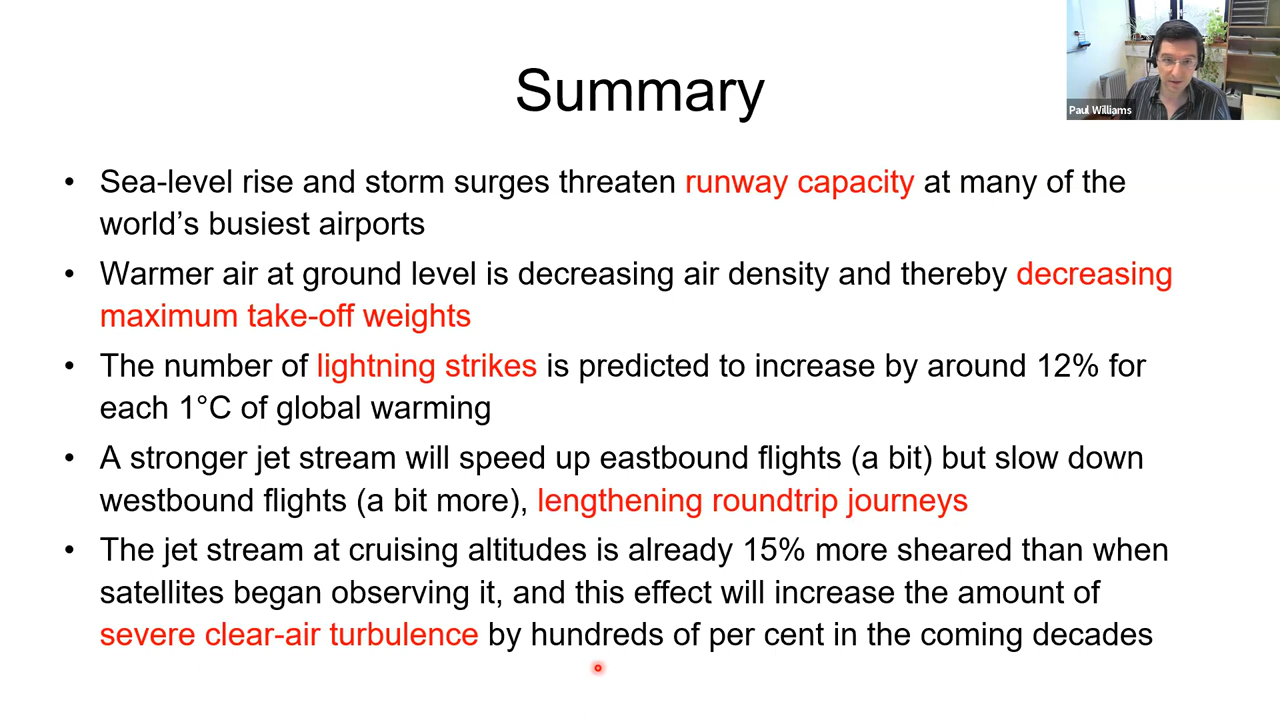 Summary
Paul Williams
• Sea-level rise and storm surges threaten runway capacity at many of the
world’s busiest airports
• Warmer air at ground level is decreasing air density and thereby decreasing
maximum take-off weights
• The number of lightning strikes is predicted to increase by around 12% for
each 1°C of global warming
• A stronger jet stream will speed up eastbound flights (a bit) but slow down
westbound flights (a bit more), lengthening roundtrip journeys
• The jet stream at cruising altitudes is already 15% more sheared than when
satellites began observing it, and this effect will increase the amount of
severe clear-air turbulence by hundreds of per cent in the coming decades